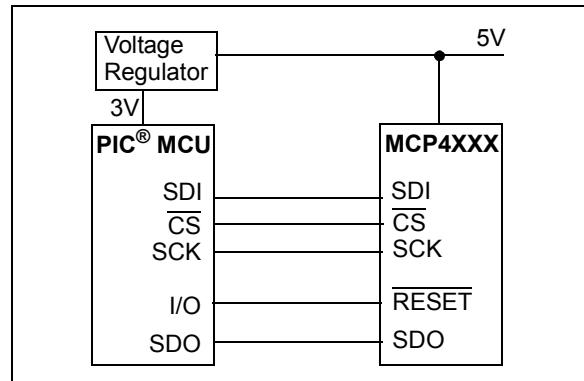 Voltage
Regulator
5V
3V
PIC® MCU
MCP4XXX
SDI
SDI
CS
CS
SCK
SCK
I/O
RESET
SDO
SDO